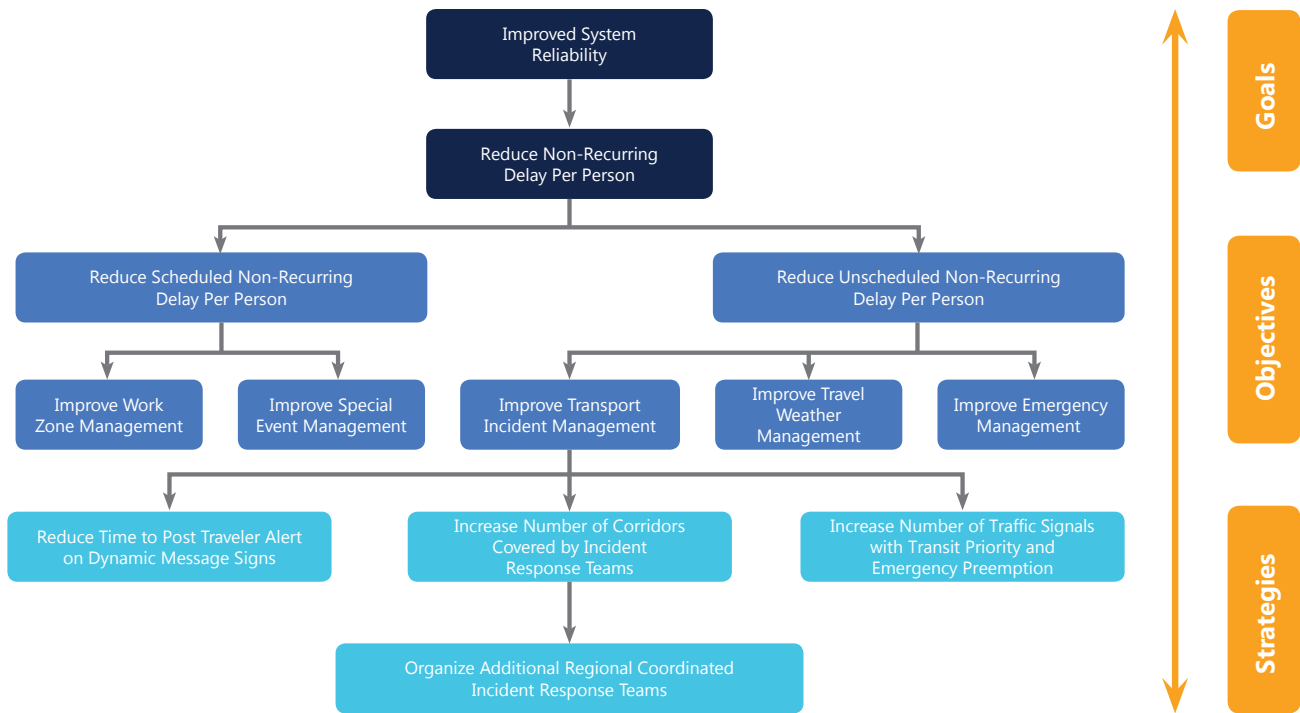 Improved System
Reliability
Goals
Reduce Non-Recurring
Delay Per Person
Reduce Scheduled Non-Recurring
Delay Per Person
Reduce Unscheduled Non-Recurring
Delay Per Person
Objectives
Improve Work
Zone Management
Improve Special
Event Management
Improve Transport
Incident Management
Improve Travel
Weather
Management
Improve Emergency
Management
Reduce Time to Post Traveler Alert
on Dynamic Message Signs
Increase Number of Corridors
Covered by Incident
Response Teams
Increase Number of Traffic Signals
with Transit Priority and
Emergency Preemption
Strategies
Organize Additional Regional Coordinated
Incident Response Teams